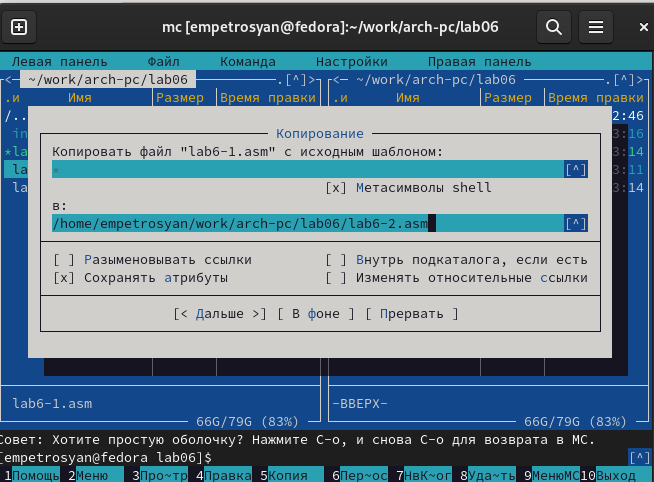 mc [empetrosyan@fedora]:~/work/arch-pc/lab06
Левая панель Файл Команда Настройки Правая панель
<─ ~/work/arch-pc/lab06 .[^]> <─ ~/work/arch-pc/lab06 .[^]>
.и Имя Размер Время правки .и Имя Размер Время правки
/.. 2:46
in 3:16
*la 3:14
la 3:11
la 3:14
Копирование
Копировать файл "lab6-1.asm" с исходным шаблоном:
* [^]
[x] Метасимволы shell
в:
/home/empetrosyan/work/arch-pc/lab06/lab6-2.asm [^]
[ ] Разыменовывать ссылки [ ] Внутрь подкаталога, если есть
[x] Сохранять атрибуты [ ] Изменять относительные ссылки
[< Дальше >] [ В фоне ] [ Прервать ]
lab6-1.asm -ВВЕРХ-
66G/79G (83%) 66G/79G (83%)
Совет: Хотите простую оболочку? Нажмите C-o, и снова C-o для возврата в MC.
[empetrosyan@fedora lab06]$ [^]
1Помощь 2Меню 3Про~тр 4Правка 5Копия 6Пер~ос 7НвК~ог 8Уда~ть 9МенюMC 10Выход